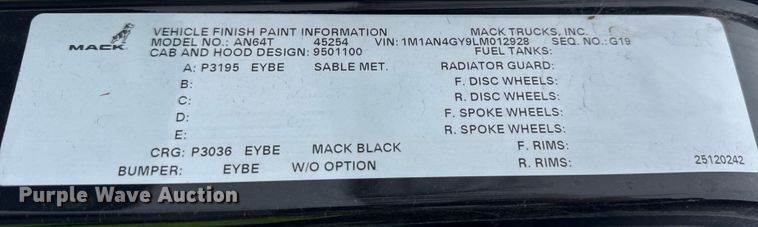 MACK
VEHICLE FINISH PAINT INFORMATION MACK TRUCKS, INC.
MODEL NO.: AN64T 45254 VIN: 1M1AN4GY9LM012928 SEQ. NO.: G19
CAB AND HOOD DESIGN: 9501100 FUEL TANKS:
A: P3195 EYBE SABLE MET. RADIATOR GUARD:
B: F. DISC WHEELS:
C: R. DISC WHEELS:
D: F. SPOKE WHEELS:
E: R. SPOKE WHEELS:
CRG: P3036 EYBE MACK BLACK F. RIMS:
BUMPER: EYBE W/O OPTION R. RIMS: 25120242
Purple Wave Auction